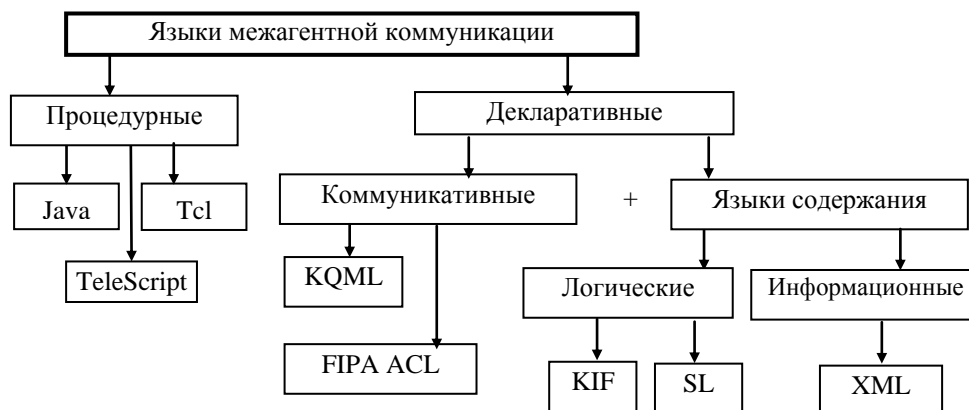 Языки межагентной коммуникации
Процедурные
Декларативные
Java
Tcl
TeleScript
Коммуникативные
+
Языки содержания
KQML
FIPA ACL
Логические
Информационные
KIF
SL
XML